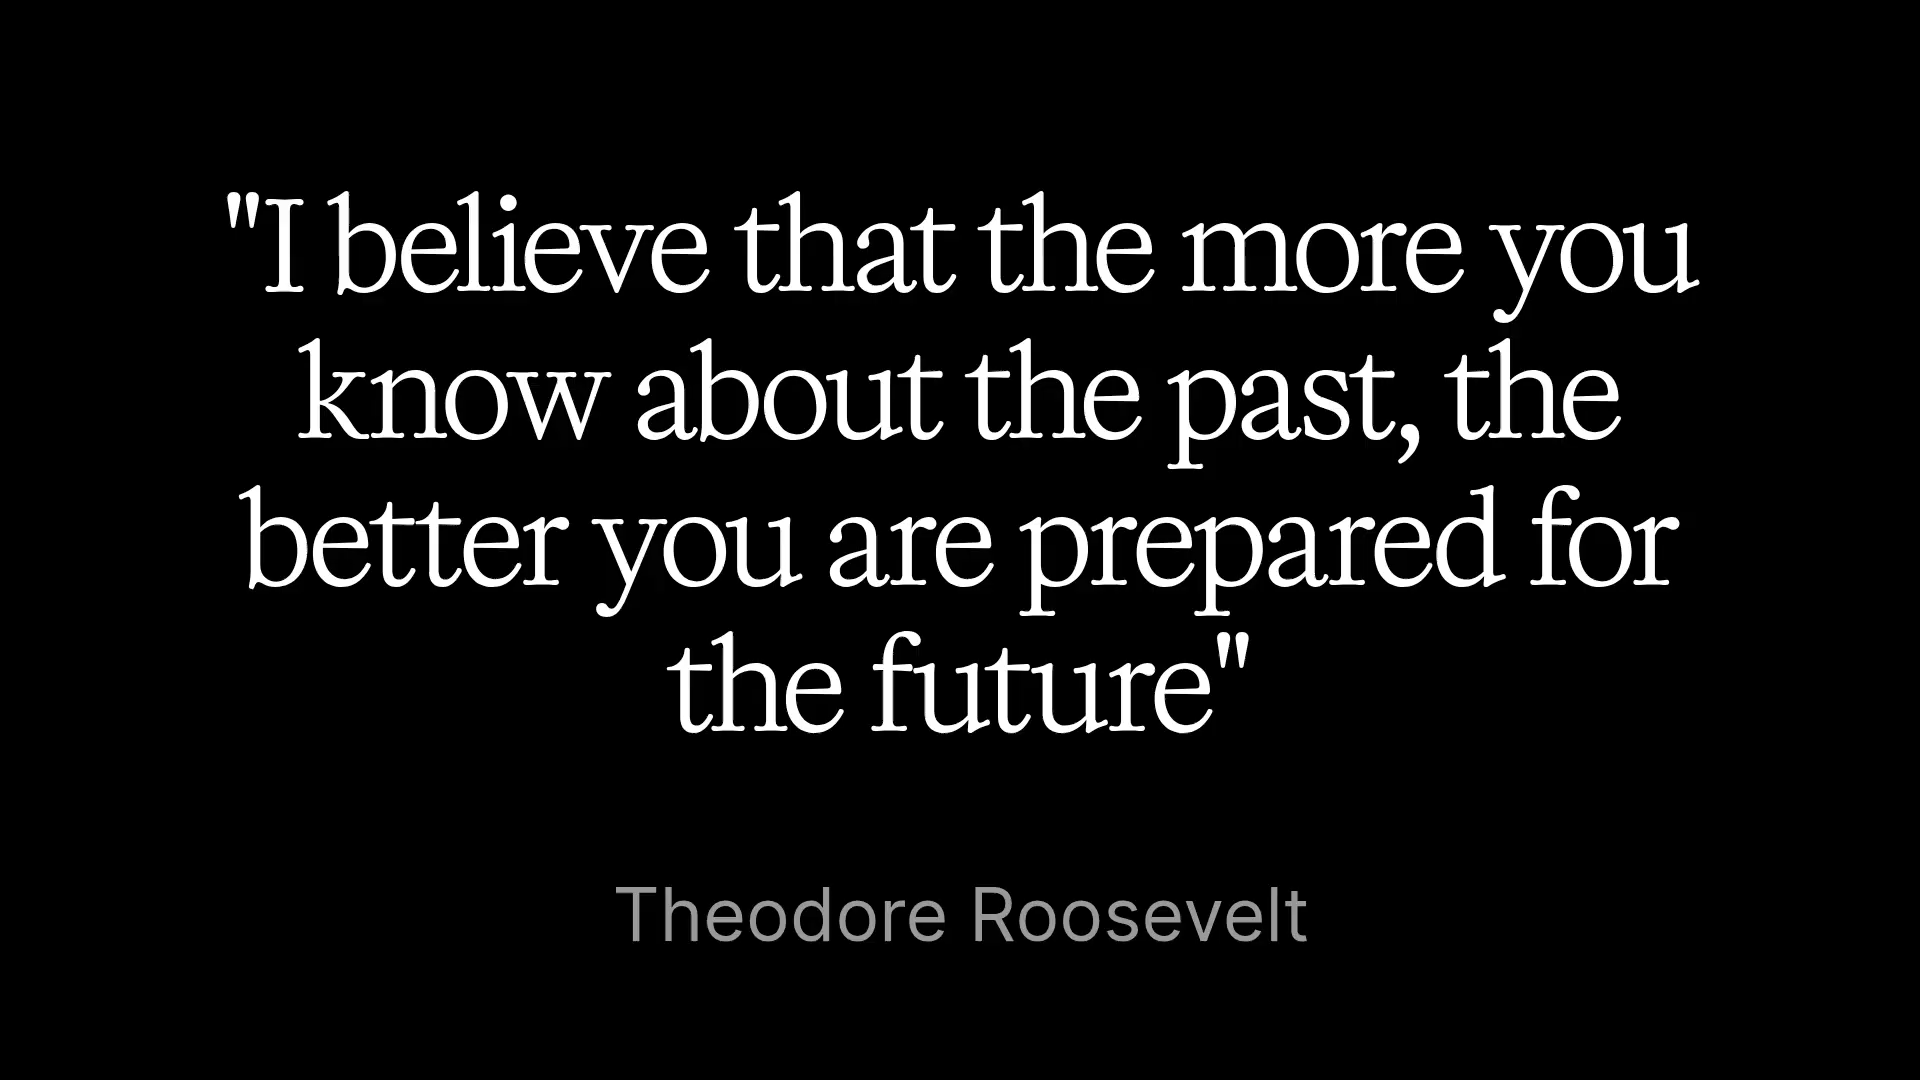 "I believe that the more you
know about the past, the
better you are prepared for
the future"
Theodore Roosevelt